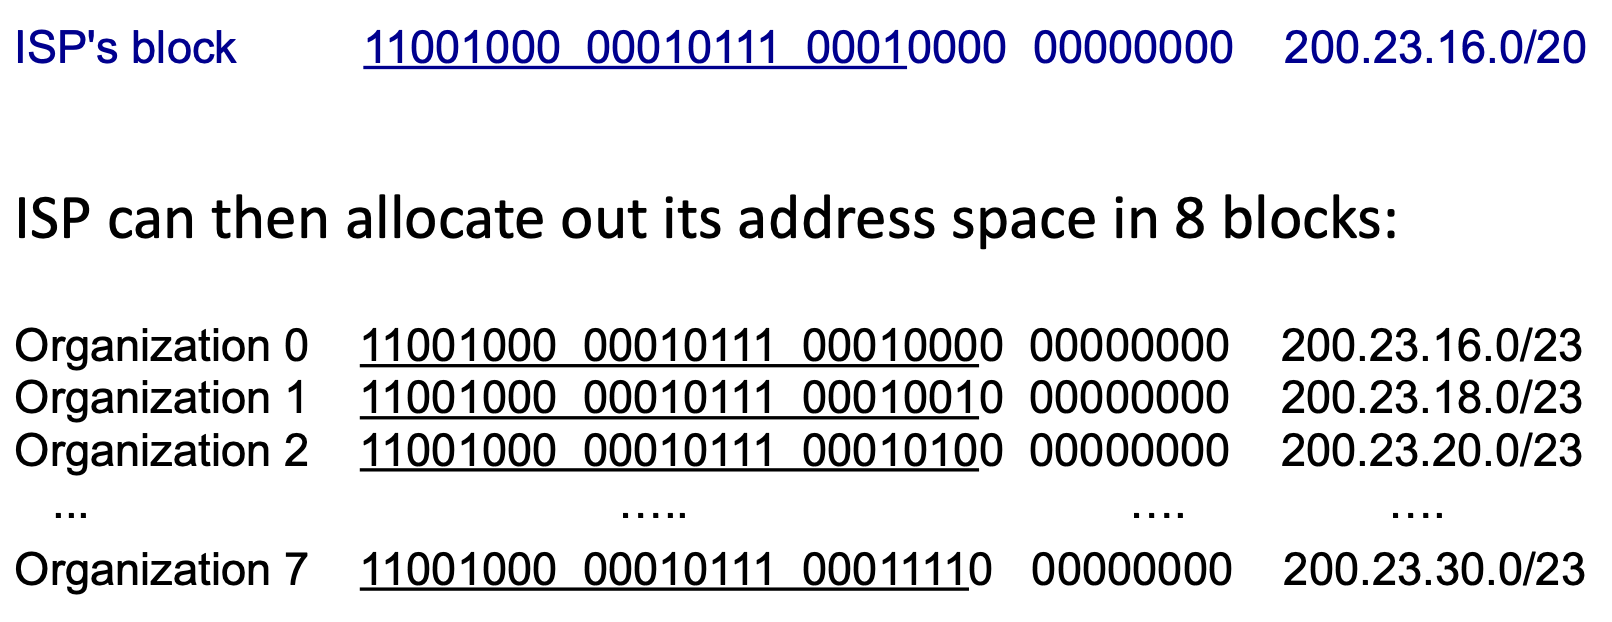 ISP's block 11001000 00010111 00010000 00000000 200.23.16.0/20
ISP can then allocate out its address space in 8 blocks:
Organization 0 11001000 00010111 00010000 00000000 200.23.16.0/23
Organization 1 11001000 00010111 00010010 00000000 200.23.18.0/23
Organization 2 11001000 00010111 00010100 00000000 200.23.20.0/23
... ..... .... ....
Organization 7 11001000 00010111 00011110 00000000 200.23.30.0/23